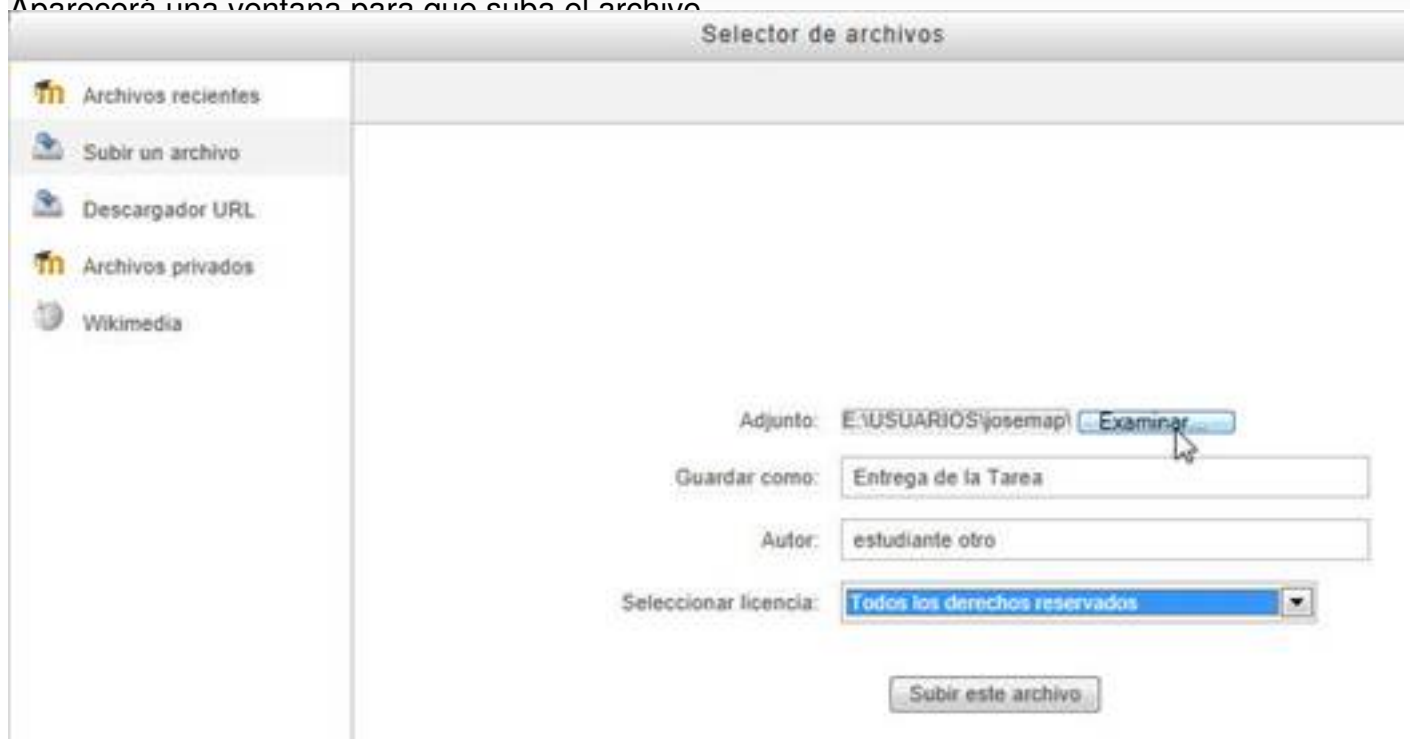 Aparecerá una ventana para que suba el archivo
Selector de archivos
Archivos recientes
Subir un archivo
Descargador URL
Archivos privados
Wikimedia
Adjunto: E:\USUARIOS\josemap\ Examinar...
Guardar como: Entrega de la Tarea
Autor: estudiante otro
Seleccionar licencia: Todos los derechos reservados
Subir este archivo